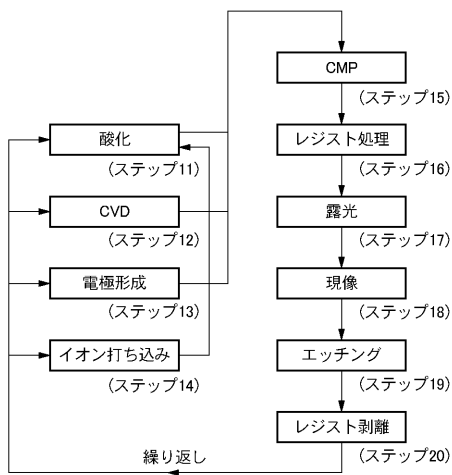 酸化
(ステップ11)
CVD
(ステップ12)
電極形成
(ステップ13)
イオン打ち込み
(ステップ14)
CMP
(ステップ15)
レジスト処理
(ステップ16)
露光
(ステップ17)
現像
(ステップ18)
エッチング
(ステップ19)
レジスト剥離
(ステップ20)
繰り返し